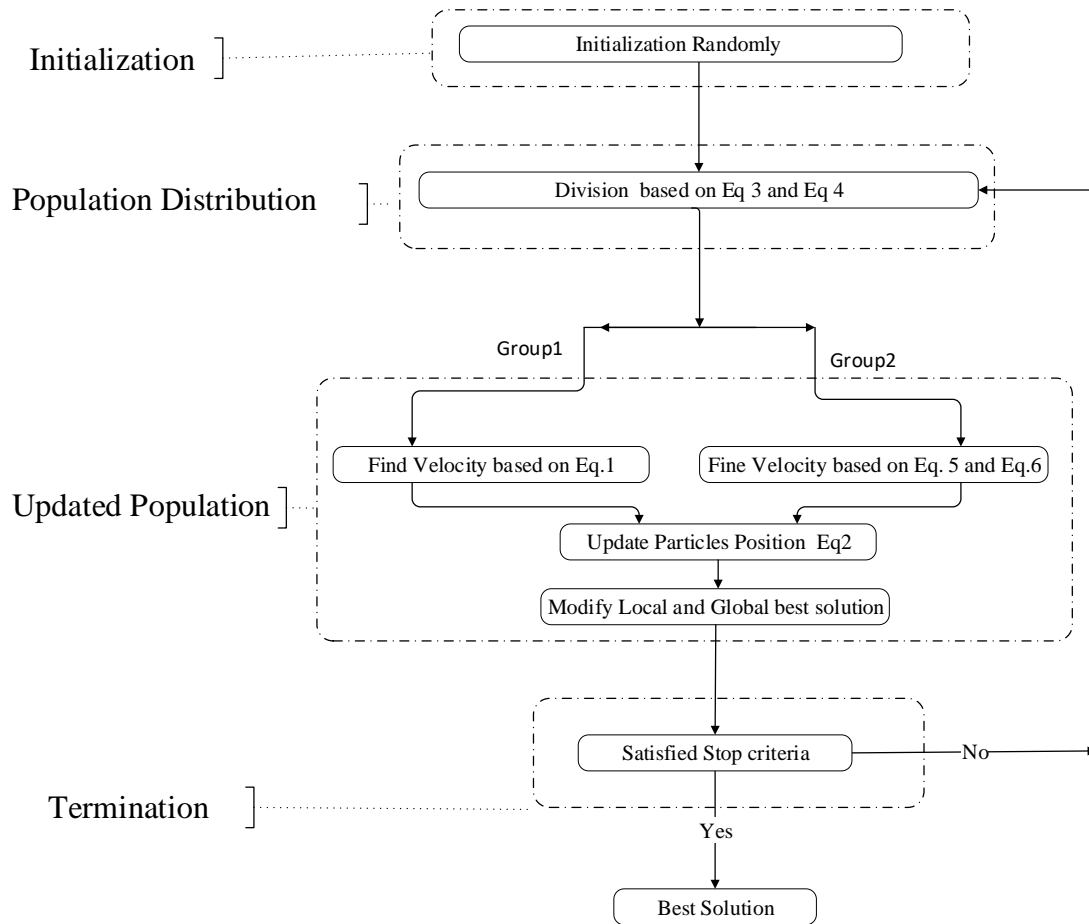 Initialization
Initialization Randomly
Population Distribution
Division based on Eq 3 and Eq 4
Group1
Group2
Find Velocity based on Eq.1
Fine Velocity based on Eq. 5 and Eq.6
Updated Population
Update Particles Position Eq2
Modify Local and Global best solution
Satisfied Stop criteria
No
Termination
Yes
Best Solution